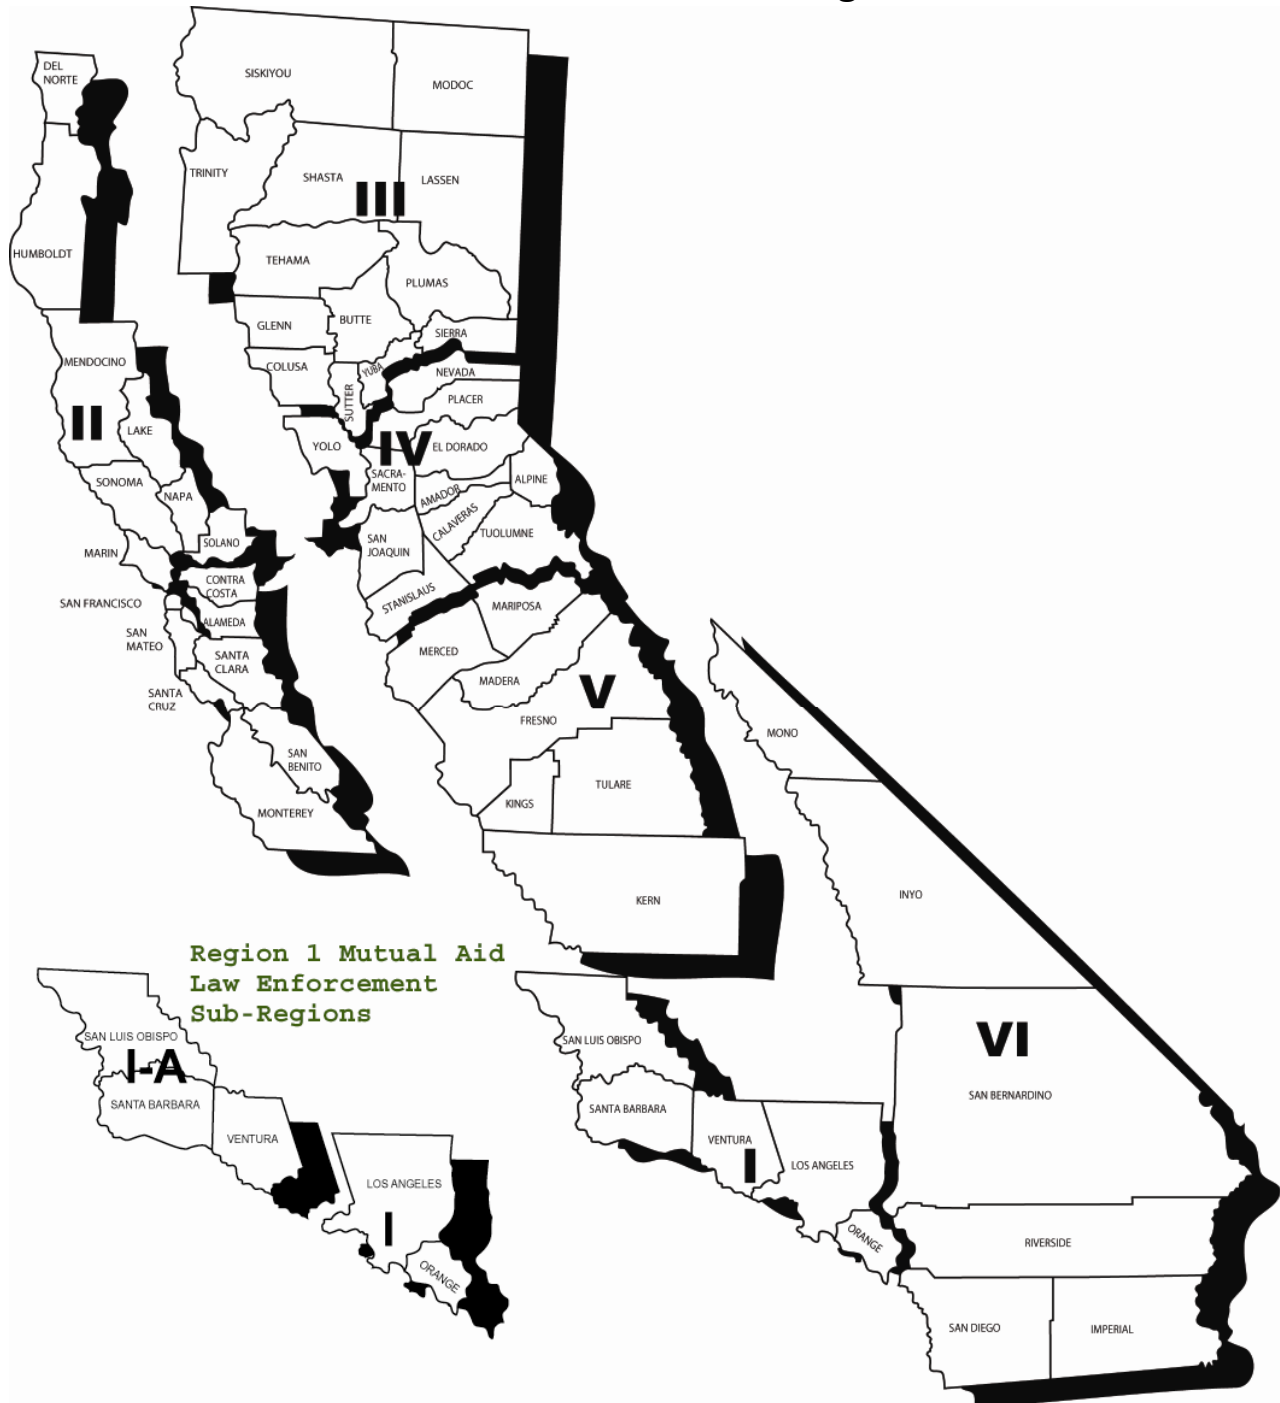 g
DEL
NORTE
SISKIYOU
MODOC
TRINITY
SHASTA
LASSEN
III
HUMBOLDT
TEHAMA
PLUMAS
GLENN
BUTTE
SIERRA
MENDOCINO
COLUSA
YUBA
NEVADA
SUTTER
PLACER
II
LAKE
YOLO
IV
EL DORADO
SONOMA
NAPA
SACRA-
MENTO
AMADOR
ALPINE
CALAVERAS
TUOLUMNE
SOLANO
SAN
JOAQUIN
MARIN
CONTRA
COSTA
STANISLAUS
SAN FRANCISCO
MARIPOSA
ALAMEDA
SAN
MATEO
SANTA
CLARA
MERCED
MADERA
V
SANTA
CRUZ
FRESNO
MONO
SAN
BENITO
TULARE
KINGS
MONTEREY
KERN
INYO
Region 1 Mutual Aid
Law Enforcement
Sub-Regions
SAN LUIS OBISPO
I-A
SANTA BARBARA
VENTURA
LOS ANGELES
I
ORANGE
SAN LUIS OBISPO
SANTA BARBARA
VENTURA
I
LOS ANGELES
ORANGE
VI
SAN BERNARDINO
RIVERSIDE
SAN DIEGO
IMPERIAL